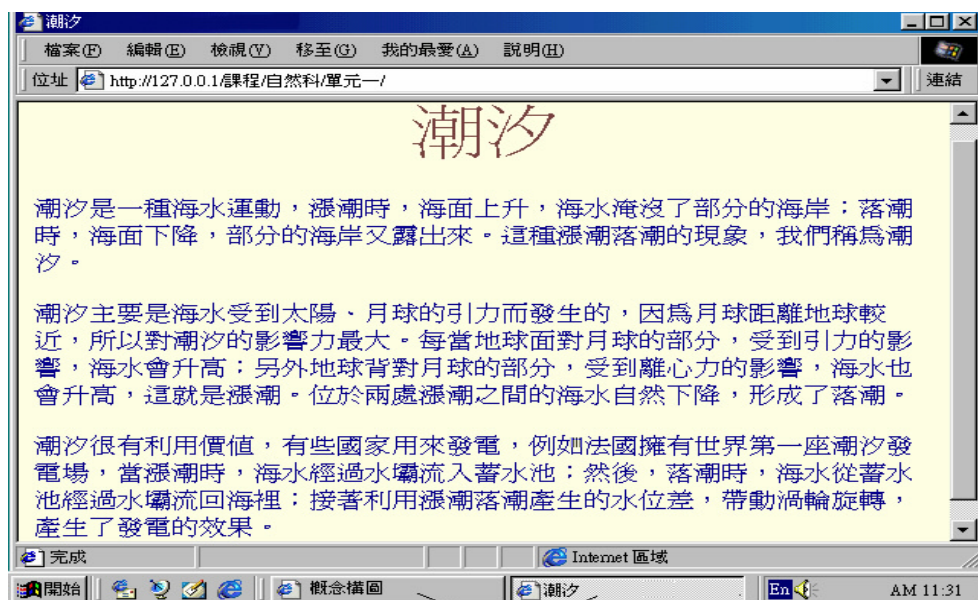 潮汐
檔案(F) 編輯(E) 檢視(V) 移至(G) 我的最愛(A) 說明(H)
位址 http://127.0.0.1/課程/自然科/單元一/ 連結
潮汐
潮汐是一種海水運動，漲潮時，海面上升，海水淹沒了部分的海岸；落潮
時，海面下降，部分的海岸又露出來。這種漲潮落潮的現象，我們稱為潮
汐。
潮汐主要是海水受到太陽、月球的引力而發生的，因為月球距離地球較
近，所以對潮汐的影響力最大。每當地球面對月球的部分，受到引力的影
響，海水會升高；另外地球背對月球的部分，受到離心力的影響，海水也
會升高，這就是漲潮。位於兩處漲潮之間的海水自然下降，形成了落潮。
潮汐很有利用價值，有些國家用來發電，例如法國擁有世界第一座潮汐發
電場，當漲潮時，海水經過水壩流入蓄水池；然後，落潮時，海水從蓄水
池經過水壩流回海裡；接著利用漲潮落潮產生的水位差，帶動渦輪旋轉，
產生了發電的效果。
完成 Internet 區域
開始 概念構圖 潮汐 En AM 11:31